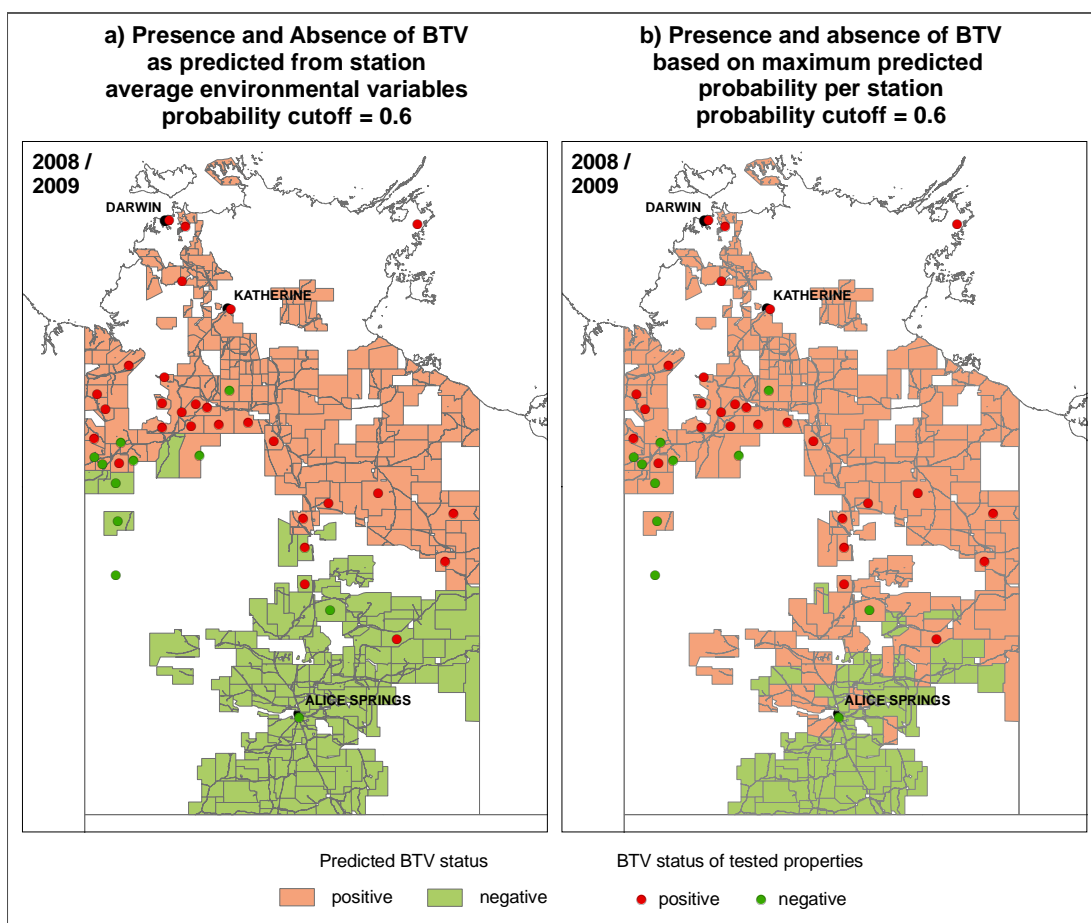 a) Presence and Absence of BTV
as predicted from station
average environmental variables
probability cutoff = 0.6
b) Presence and absence of BTV
based on maximum predicted
probability per station
probability cutoff = 0.6
2008 /
2009
DARWIN
KATHERINE
ALICE SPRINGS
2008 /
2009
DARWIN
KATHERINE
ALICE SPRINGS
Predicted BTV status
positive
negative
BTV status of tested properties
positive
negative